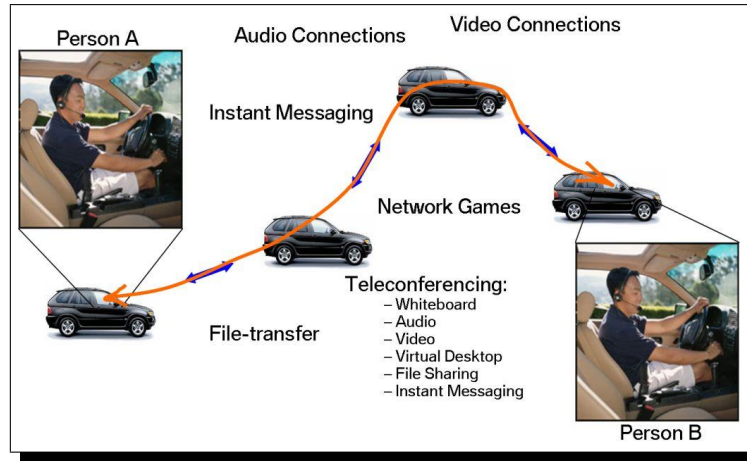 Person A
Audio Connections
Video Connections
Instant Messaging
Network Games
Teleconferencing:
– Whiteboard
– Audio
– Video
– Virtual Desktop
– File Sharing
– Instant Messaging
File-transfer
Person B